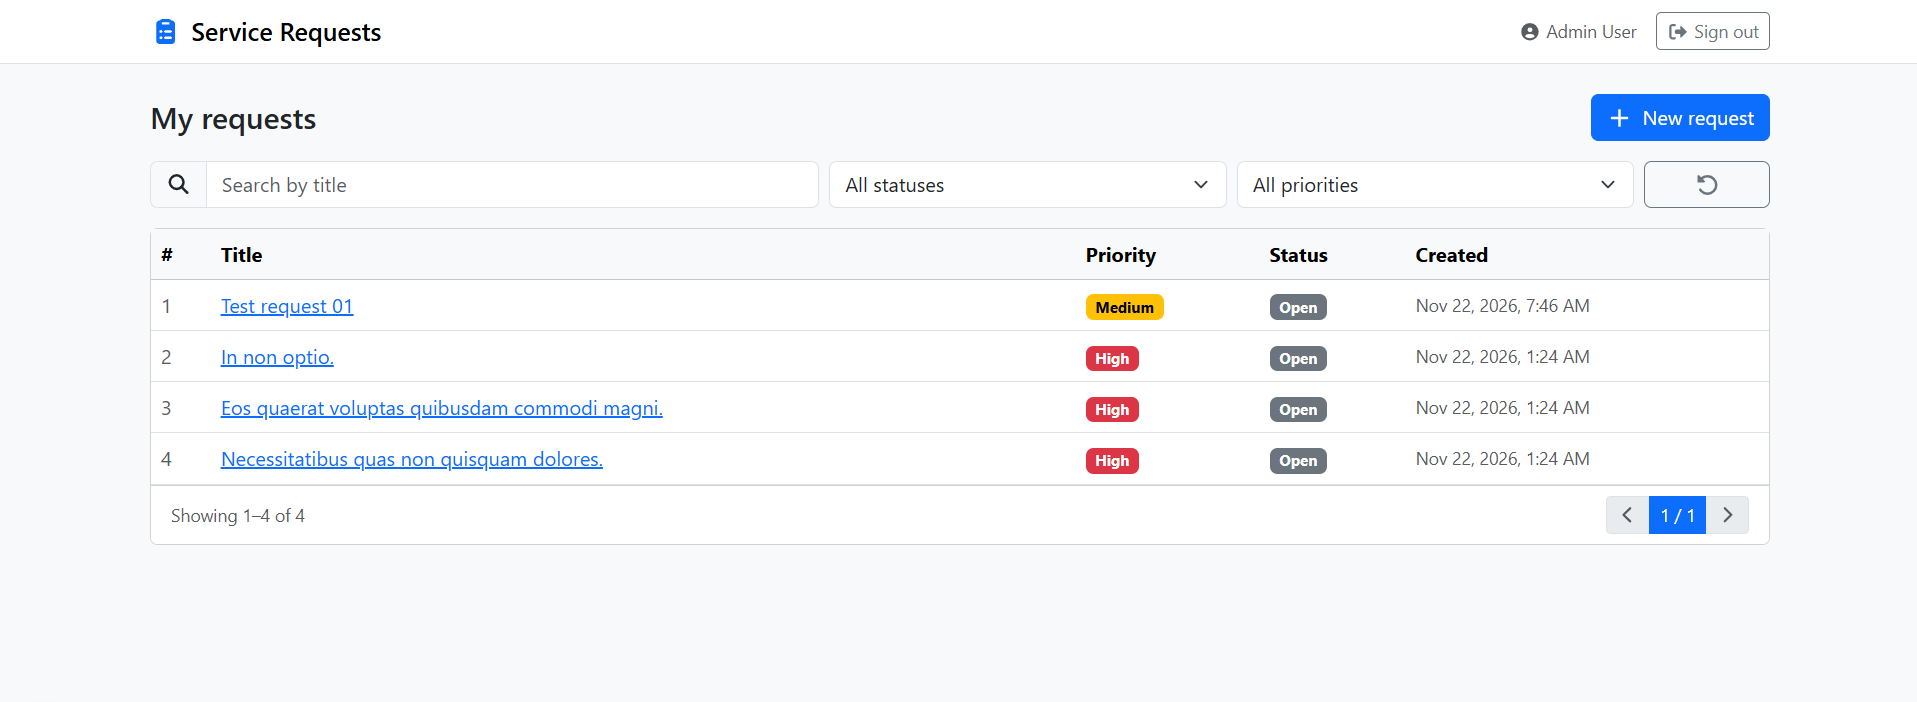 Service Requests Admin User Sign out
My requests New request
Search by title All statuses All priorities
# Title Priority Status Created
1 Test request 01 Medium Open Nov 22, 2026, 7:46 AM
2 In non optio. High Open Nov 22, 2026, 1:24 AM
3 Eos quaerat voluptas quibusdam commodi magni. High Open Nov 22, 2026, 1:24 AM
4 Necessitatibus quas non quisquam dolores. High Open Nov 22, 2026, 1:24 AM
Showing 1–4 of 4 1 / 1